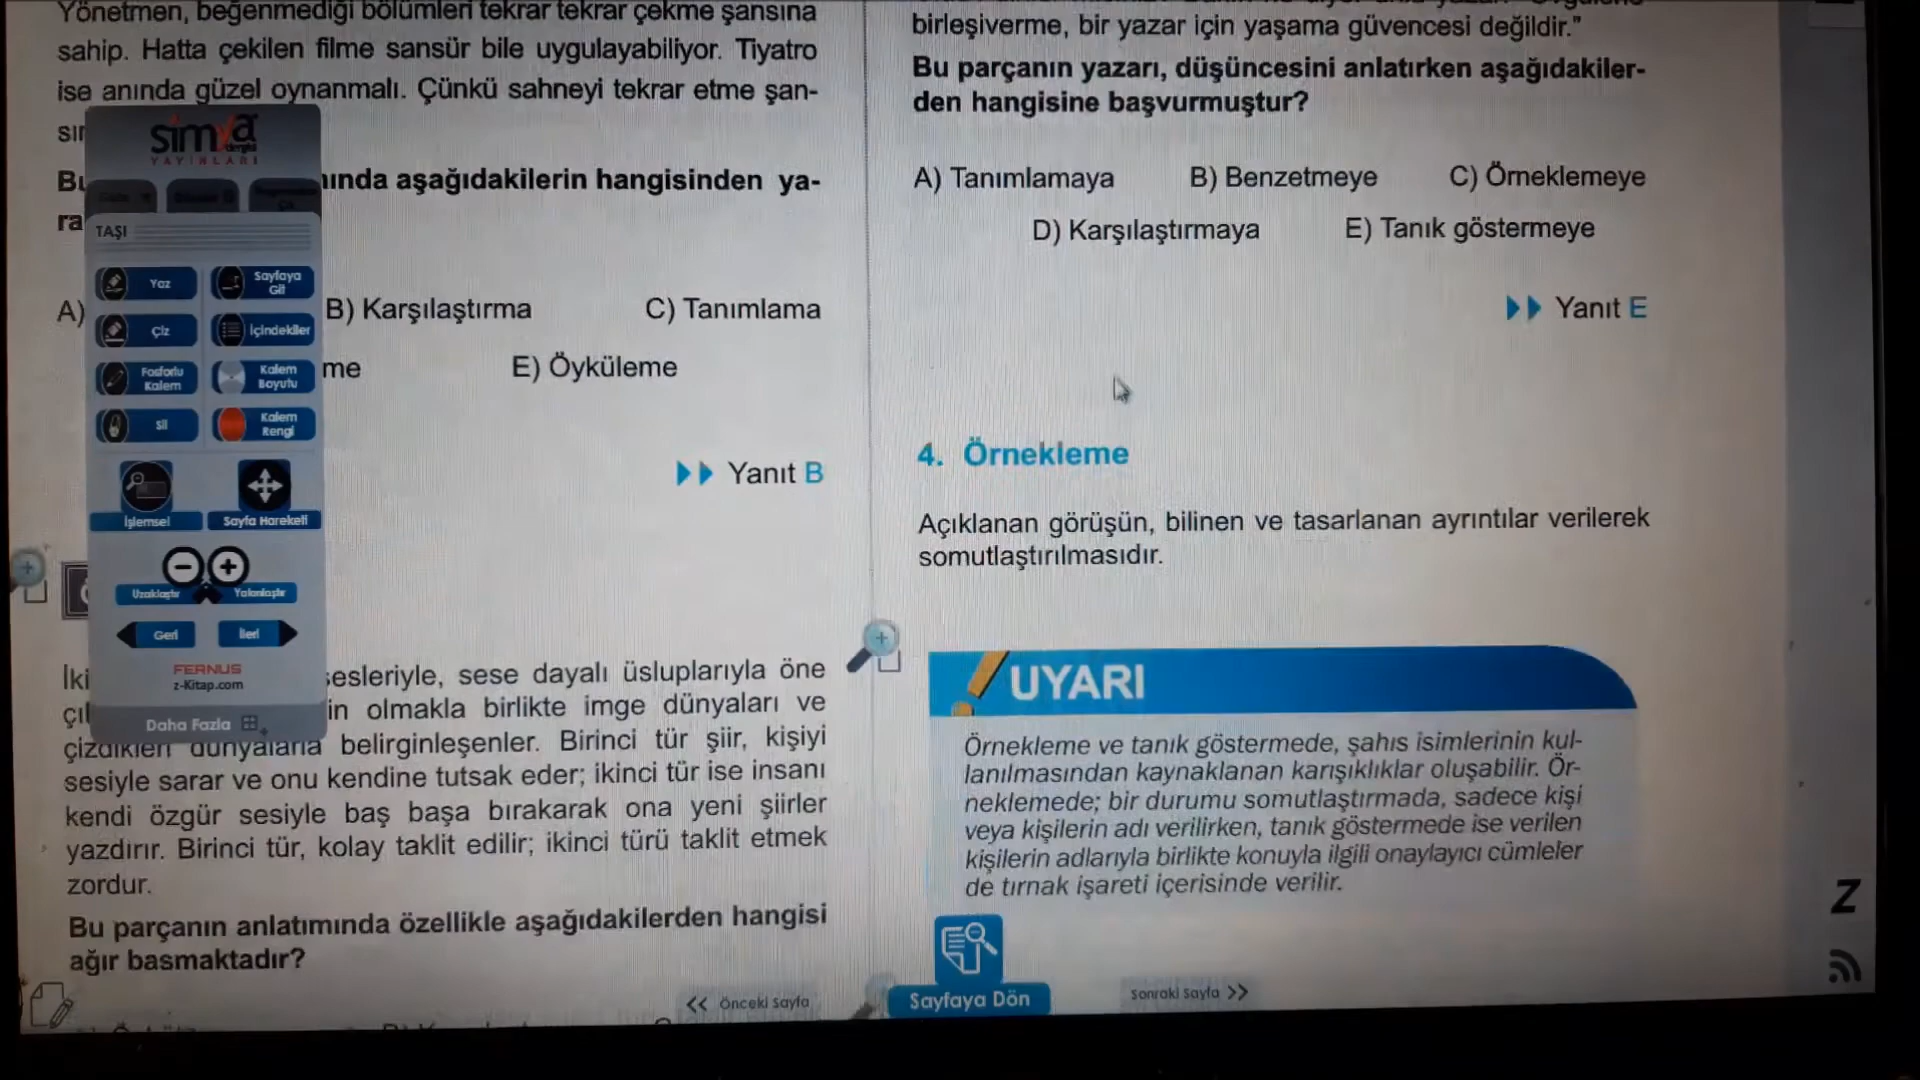 Yönetmen, beğenmediği bölümleri tekrar tekrar çekme şansına
sahip. Hatta çekilen filme sansür bile uygulayabiliyor. Tiyatro
ise anında güzel oynanmalı. Çünkü sahneyi tekrar etme şan-
aşağıdakilerin hangisinden ya-
A)
B) Karşılaştırma
C) Tanımlama
me
E) Öyküleme
Yanıt B
sesleriyle, sese dayalı üsluplarıyla öne
in olmakla birlikte imge dünyaları ve
çizdikleri dünyalarla belirginleşenler. Birinci tür şiir, kişiyi
sesiyle sarar ve onu kendine tutsak eder; ikinci tür ise insanı
kendi özgür sesiyle baş başa bırakarak ona yeni şiirler
yazdırır. Birinci tür, kolay taklit edilir; ikinci türü taklit etmek
zordur.
Bu parçanın anlatımında özellikle aşağıdakilerden hangisi
ağır basmaktadır?
simya
dergisi
YAYINLARI
TAŞI
Yaz
Sayfaya
Git
Çiz
İçindekiler
Fosforlu
Kalem
Kalem
Boyutu
Sil
Kalem
Rengi
İşlemsel
Sayfa Hareketi
Uzaklaştır
Yakınlaştır
Geri
İleri
FERNUS
z-Kitap.com
Daha Fazla
birleşiverme, bir yazar için yaşama güvencesi değildir."
Bu parçanın yazarı, düşüncesini anlatırken aşağıdakiler-
den hangisine başvurmuştur?
A) Tanımlamaya
B) Benzetmeye
C) Örneklemeye
D) Karşılaştırmaya
E) Tanık göstermeye
Yanıt E
4. Örnekleme
Açıklanan görüşün, bilinen ve tasarlanan ayrıntılar verilerek
somutlaştırılmasıdır.
UYARI
Örnekleme ve tanık göstermede, şahıs isimlerinin kul-
lanılmasından kaynaklanan karışıklıklar oluşabilir. Ör-
neklemede; bir durumu somutlaştırmada, sadece kişi
veya kişilerin adı verilirken, tanık göstermede ise verilen
kişilerin adlarıyla birlikte konuyla ilgili onaylayıcı cümleler
de tırnak işareti içerisinde verilir.
<< Önceki Sayfa
Sayfaya Dön
Sonraki Sayfa >>
Z